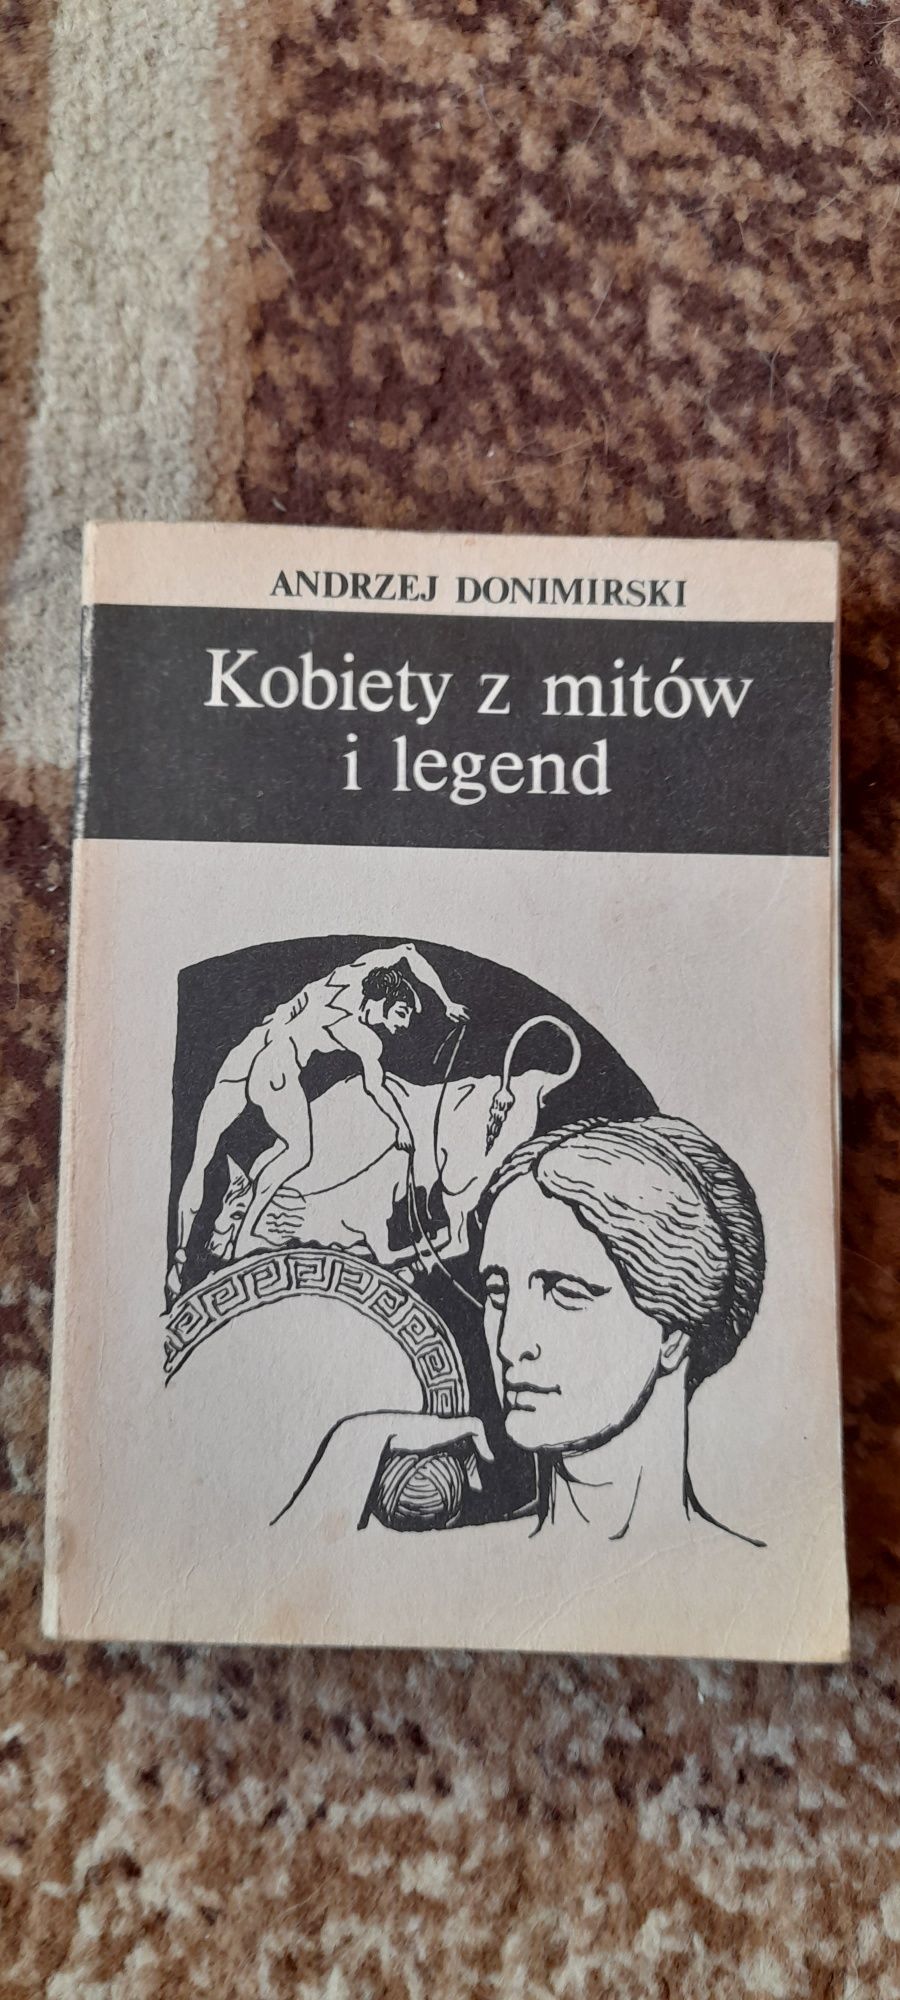 ANDRZEJ DONIMIRSKI
Kobiety z mitów
i legend